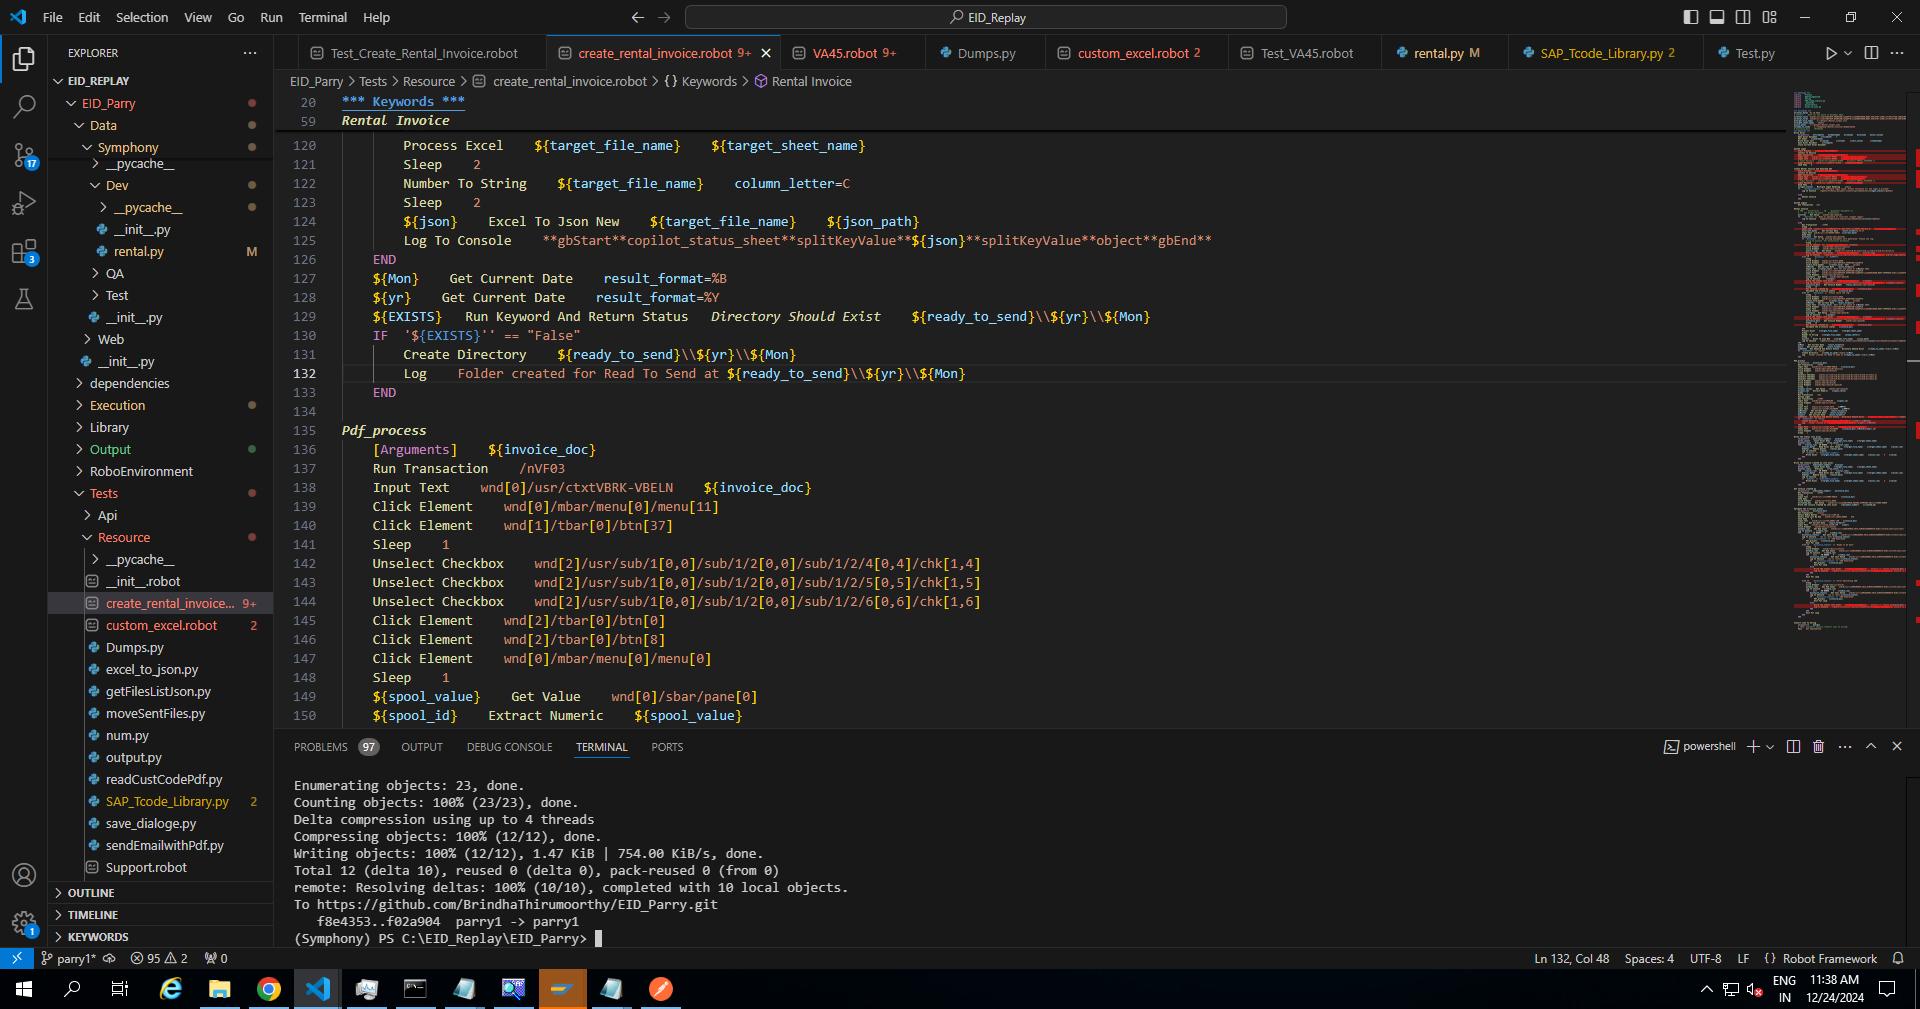 File Edit Selection View Go Run Terminal Help
EID_Replay
EXPLORER
Test_Create_Rental_Invoice.robot
create_rental_invoice.robot 9+
VA45.robot 9+
Dumps.py
custom_excel.robot 2
Test_VA45.robot
rental.py M
SAP_Tcode_Library.py 2
Test.py
EID_REPLAY
EID_Parry
Data
Symphony
__pycache__
Dev
__pycache__
__init__.py
rental.py M
QA
Test
__init__.py
Web
__init__.py
dependencies
Execution
Library
Output
RoboEnvironment
Tests
Api
Resource
__pycache__
__init__.robot
create_rental_invoice... 9+
custom_excel.robot 2
Dumps.py
excel_to_json.py
getFilesListJson.py
moveSentFiles.py
num.py
output.py
readCustCodePdf.py
SAP_Tcode_Library.py 2
save_dialoge.py
sendEmailwithPdf.py
Support.robot
OUTLINE
TIMELINE
KEYWORDS
17
3
1
EID_Parry > Tests > Resource > create_rental_invoice.robot > { } Keywords > Rental Invoice
20 *** Keywords ***
59 Rental Invoice
120 Process Excel ${target_file_name} ${target_sheet_name}
121 Sleep 2
122 Number To String ${target_file_name} column_letter=C
123 Sleep 2
124 ${json} Excel To Json New ${target_file_name} ${json_path}
125 Log To Console **gbStart**copilot_status_sheet**splitKeyValue**${json}**splitKeyValue**object**gbEnd**
126 END
127 ${Mon} Get Current Date result_format=%B
128 ${yr} Get Current Date result_format=%Y
129 ${EXISTS} Run Keyword And Return Status Directory Should Exist ${ready_to_send}\\${yr}\\${Mon}
130 IF '${EXISTS}'' == "False"
131 Create Directory ${ready_to_send}\\${yr}\\${Mon}
132 Log Folder created for Read To Send at ${ready_to_send}\\${yr}\\${Mon}
133 END
134
135 Pdf_process
136 [Arguments] ${invoice_doc}
137 Run Transaction /nVF03
138 Input Text wnd[0]/usr/ctxtVBRK-VBELN ${invoice_doc}
139 Click Element wnd[0]/mbar/menu[0]/menu[11]
140 Click Element wnd[1]/tbar[0]/btn[37]
141 Sleep 1
142 Unselect Checkbox wnd[2]/usr/sub/1[0,0]/sub/1/2[0,0]/sub/1/2/4[0,4]/chk[1,4]
143 Unselect Checkbox wnd[2]/usr/sub/1[0,0]/sub/1/2[0,0]/sub/1/2/5[0,5]/chk[1,5]
144 Unselect Checkbox wnd[2]/usr/sub/1[0,0]/sub/1/2[0,0]/sub/1/2/6[0,6]/chk[1,6]
145 Click Element wnd[2]/tbar[0]/btn[0]
146 Click Element wnd[2]/tbar[0]/btn[8]
147 Click Element wnd[0]/mbar/menu[0]/menu[0]
148 Sleep 1
149 ${spool_value} Get Value wnd[0]/sbar/pane[0]
150 ${spool_id} Extract Numeric ${spool_value}
PROBLEMS 97 OUTPUT DEBUG CONSOLE TERMINAL PORTS
powershell
Enumerating objects: 23, done.
Counting objects: 100% (23/23), done.
Delta compression using up to 4 threads
Compressing objects: 100% (12/12), done.
Writing objects: 100% (12/12), 1.47 KiB | 754.00 KiB/s, done.
Total 12 (delta 10), reused 0 (delta 0), pack-reused 0 (from 0)
remote: Resolving deltas: 100% (10/10), completed with 10 local objects.
To https://github.com/BrindhaThirumoorthy/EID_Parry.git
f8e4353..f02a904 parry1 -> parry1
(Symphony) PS C:\EID_Replay\EID_Parry>
parry1* 95 2 0
Ln 132, Col 48 Spaces: 4 UTF-8 LF { } Robot Framework
ENG
IN
11:38 AM
12/24/2024